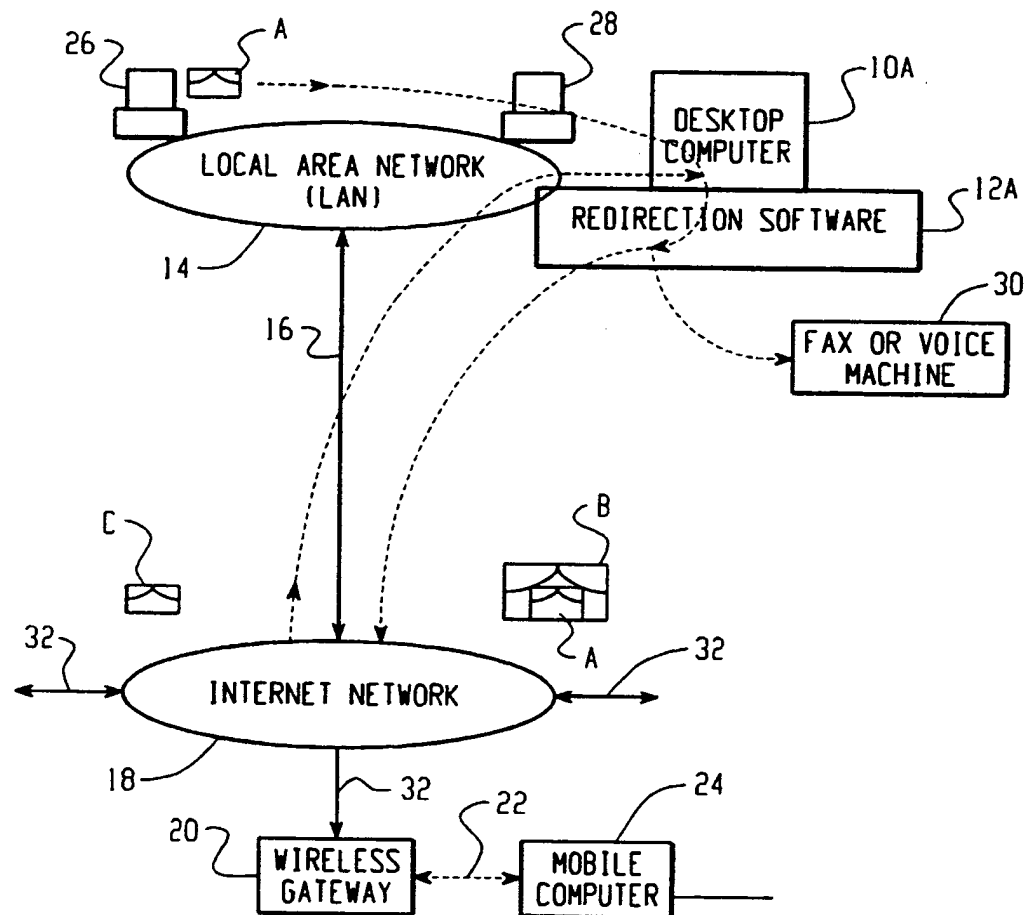 26
A
28
10A
DESKTOP
COMPUTER
LOCAL AREA NETWORK
(LAN)
12A
REDIRECTION SOFTWARE
14
30
16
FAX OR VOICE
MACHINE
C
B
A
32
32
INTERNET NETWORK
18
32
22
24
20
WIRELESS
GATEWAY
MOBILE
COMPUTER